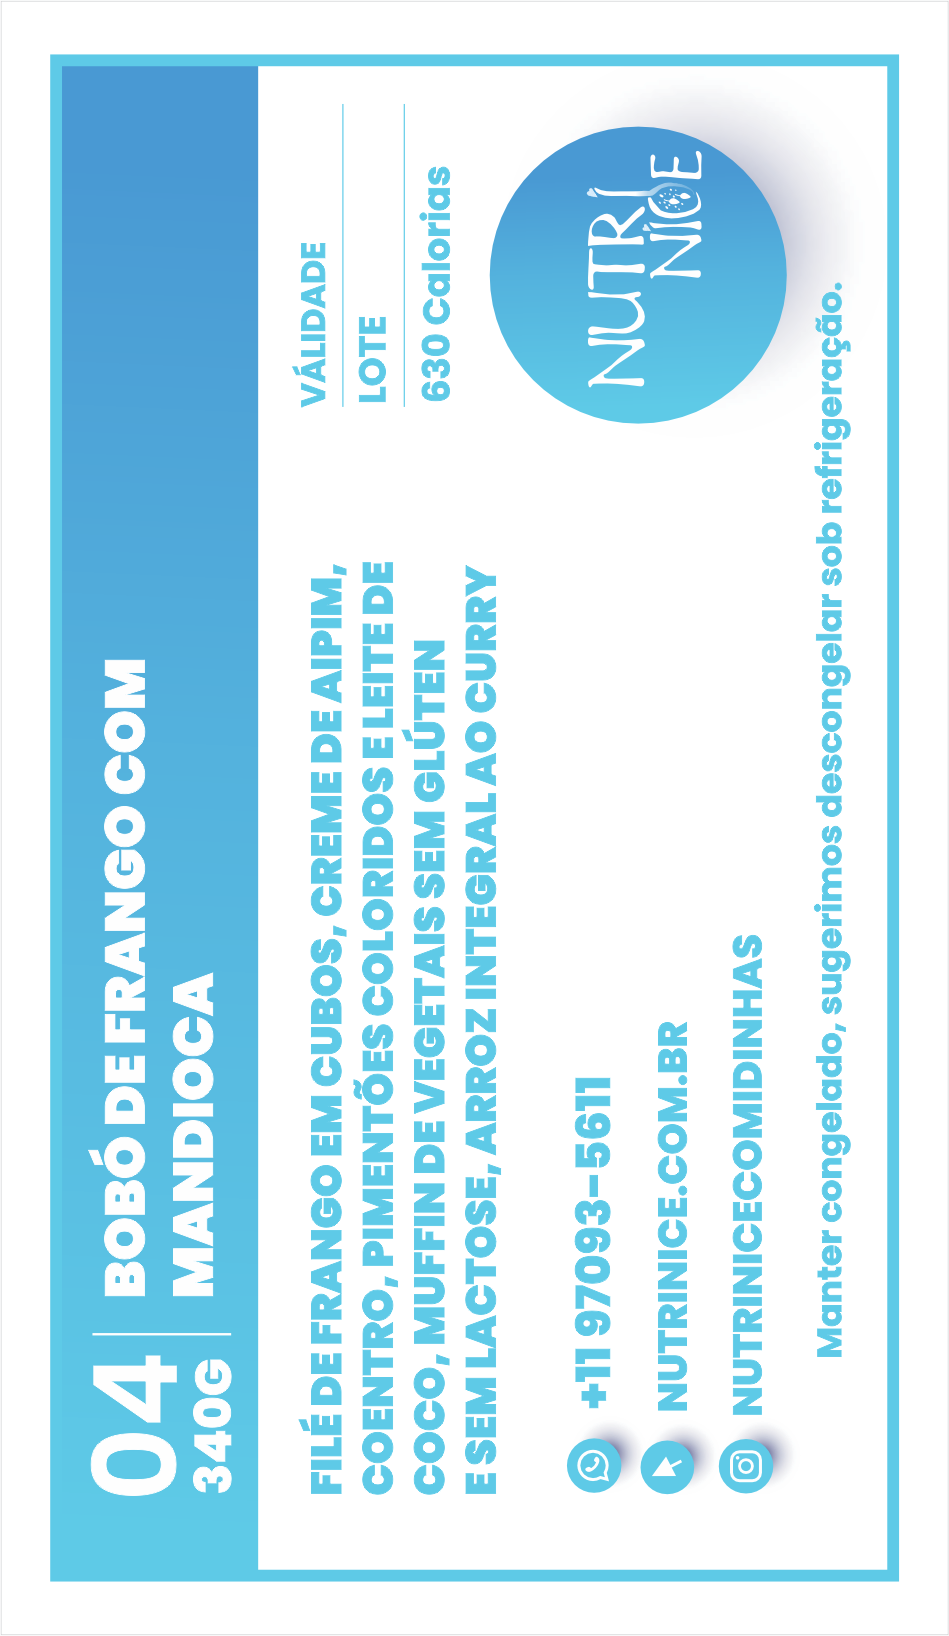 04
340G
BOBÓ DE FRANGO COM
MANDIOCA
FILÉ DE FRANGO EM CUBOS, CREME DE AIPIM,
COENTRO, PIMENTÕES COLORIDOS E LEITE DE
COCO, MUFFIN DE VEGETAIS SEM GLÚTEN
E SEM LACTOSE, ARROZ INTEGRAL AO CURRY
VÁLIDADE
LOTE
630 Calorias
+11 97093-5611
NUTRINICE.COM.BR
NUTRINICECOMIDINHAS
NUTRI
NICE
Manter congelado, sugerimos descongelar sob refrigeração.